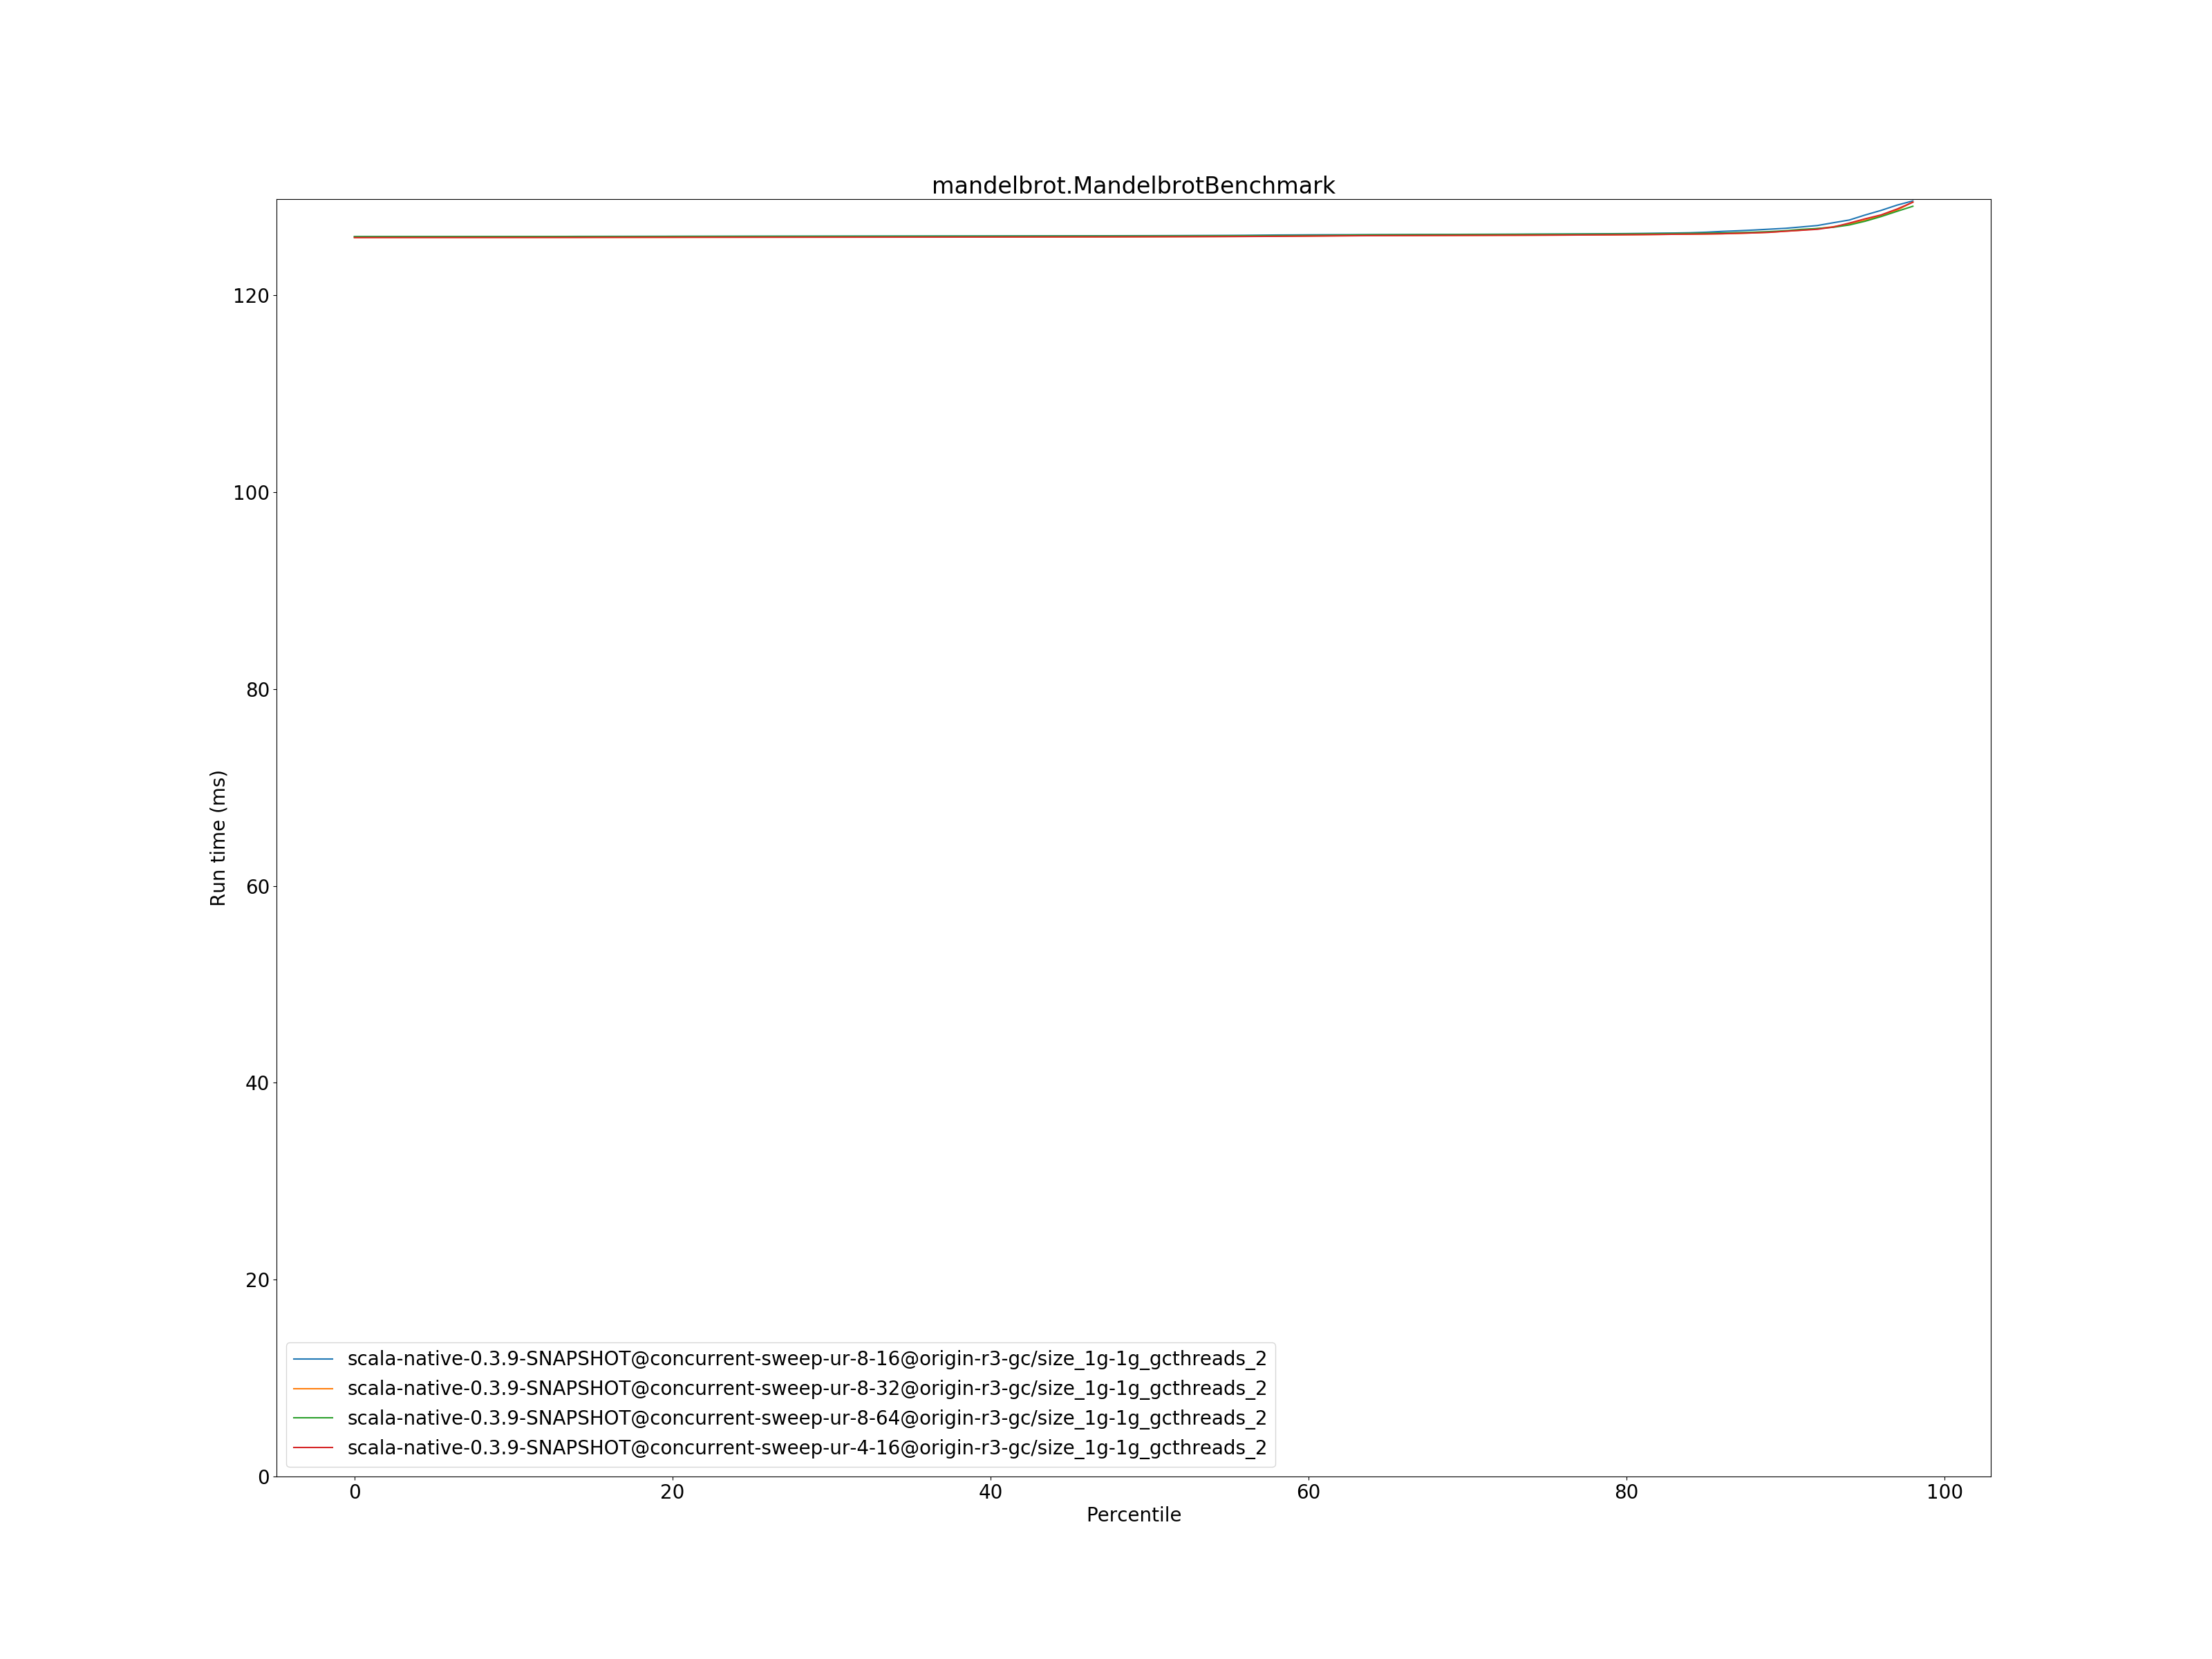 mandelbrot.MandelbrotBenchmark
120
100
80
60
40
20
0
Run time (ms)
scala-native-0.3.9-SNAPSHOT@concurrent-sweep-ur-8-16@origin-r3-gc/size_1g-1g_gcthreads_2
scala-native-0.3.9-SNAPSHOT@concurrent-sweep-ur-8-32@origin-r3-gc/size_1g-1g_gcthreads_2
scala-native-0.3.9-SNAPSHOT@concurrent-sweep-ur-8-64@origin-r3-gc/size_1g-1g_gcthreads_2
scala-native-0.3.9-SNAPSHOT@concurrent-sweep-ur-4-16@origin-r3-gc/size_1g-1g_gcthreads_2
0 20 40 60 80 100
Percentile